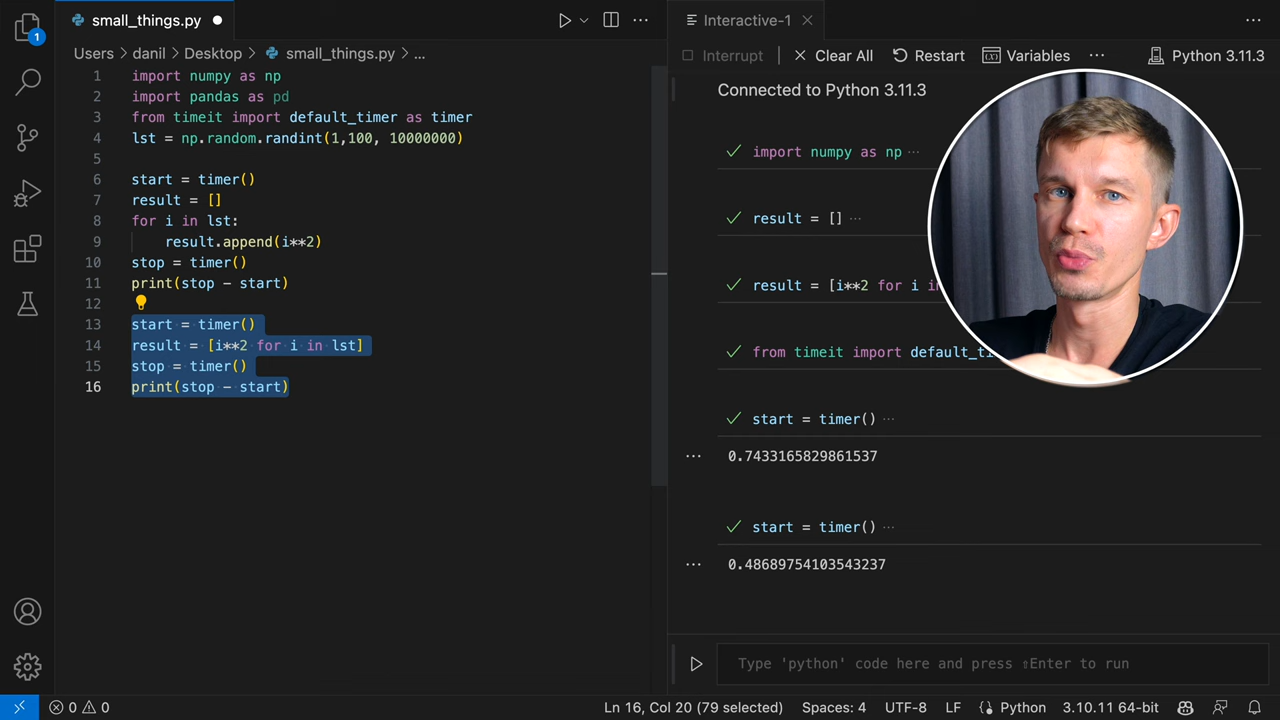 small_things.py
Users > danil > Desktop > small_things.py > ...
1 import numpy as np
2 import pandas as pd
3 from timeit import default_timer as timer
4 lst = np.random.randint(1,100, 10000000)
5
6 start = timer()
7 result = []
8 for i in lst:
9 result.append(i**2)
10 stop = timer()
11 print(stop - start)
12
13 start = timer()
14 result = [i**2 for i in lst]
15 stop = timer()
16 print(stop - start)
1
Interactive-1
Interrupt Clear All Restart Variables ... Python 3.11.3
Connected to Python 3.11.3
import numpy as np ...
result = [] ...
result = [i**2 for i
from timeit import
start = timer() ...
0.7433165829861537
start = timer() ...
0.48689754103543237
Type 'python' code here and press ⇧Enter to run
0 0 Ln 16, Col 20 (79 selected) Spaces: 4 UTF-8 LF Python 3.10.11 64-bit